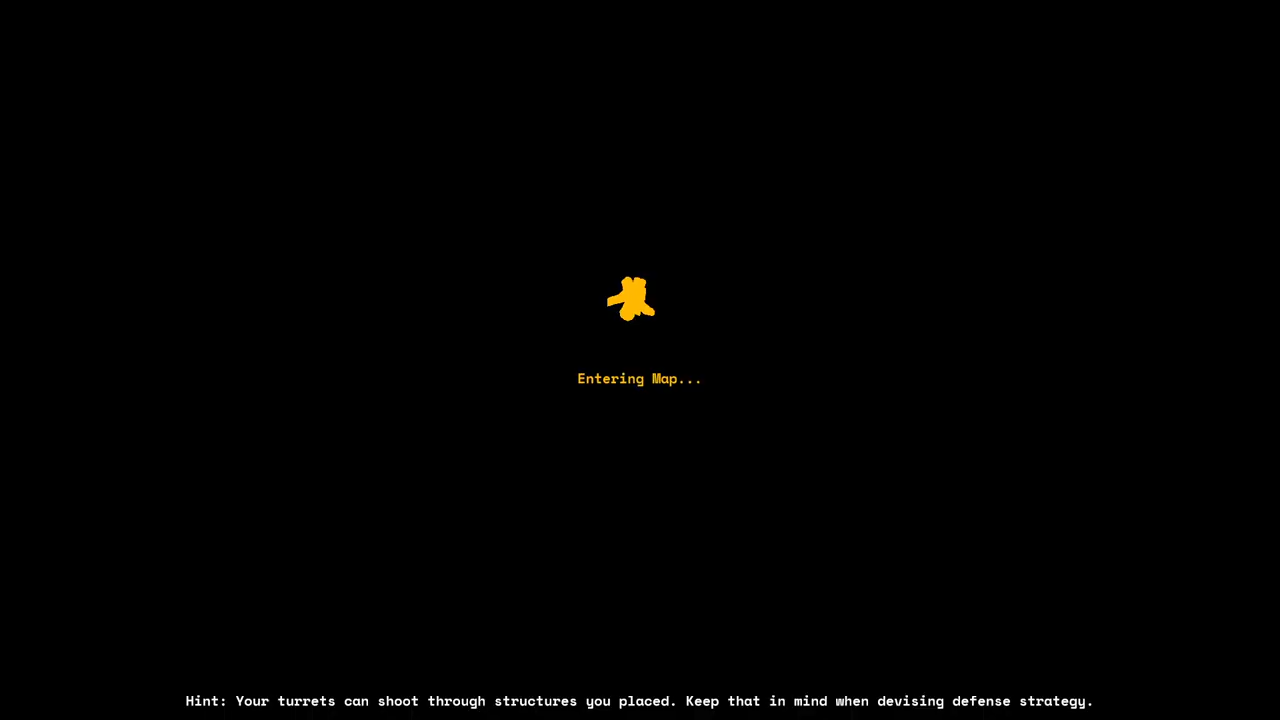 Entering Map...
Hint: Your turrets can shoot through structures you placed. Keep that in mind when devising defense strategy.